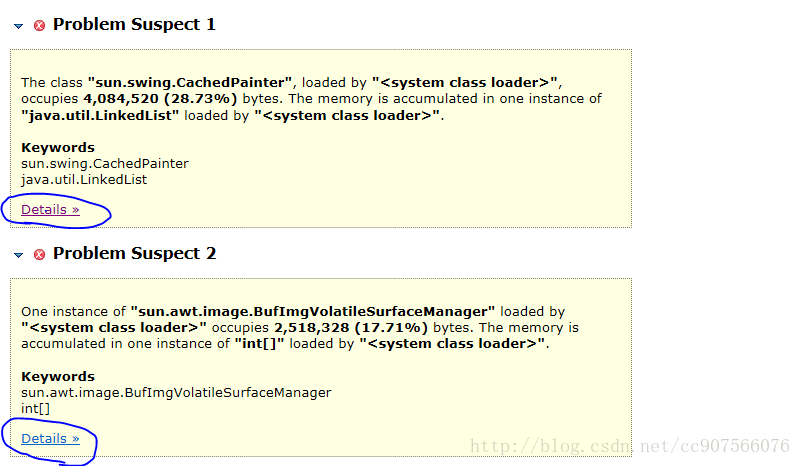 Problem Suspect 1
The class "sun.swing.CachedPainter", loaded by "<system class loader>",
occupies 4,084,520 (28.73%) bytes. The memory is accumulated in one instance of
"java.util.LinkedList" loaded by "<system class loader>".
Keywords
sun.swing.CachedPainter
java.util.LinkedList
Details »
Problem Suspect 2
One instance of "sun.awt.image.BufImgVolatileSurfaceManager" loaded by
"<system class loader>" occupies 2,518,328 (17.71%) bytes. The memory is
accumulated in one instance of "int[]" loaded by "<system class loader>".
Keywords
sun.awt.image.BufImgVolatileSurfaceManager
int[]
Details »
http://blog.csdn.net/cc907566076